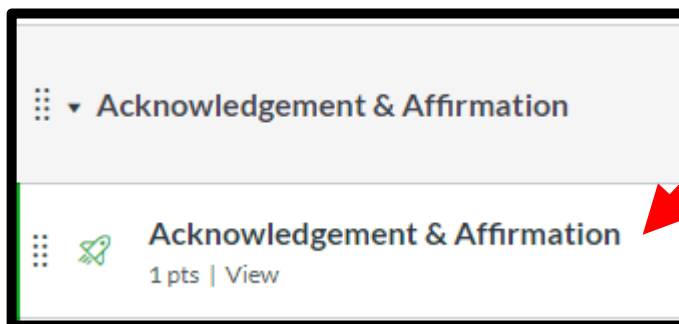 Acknowledgement & Affirmation
Acknowledgement & Affirmation
1 pts | View